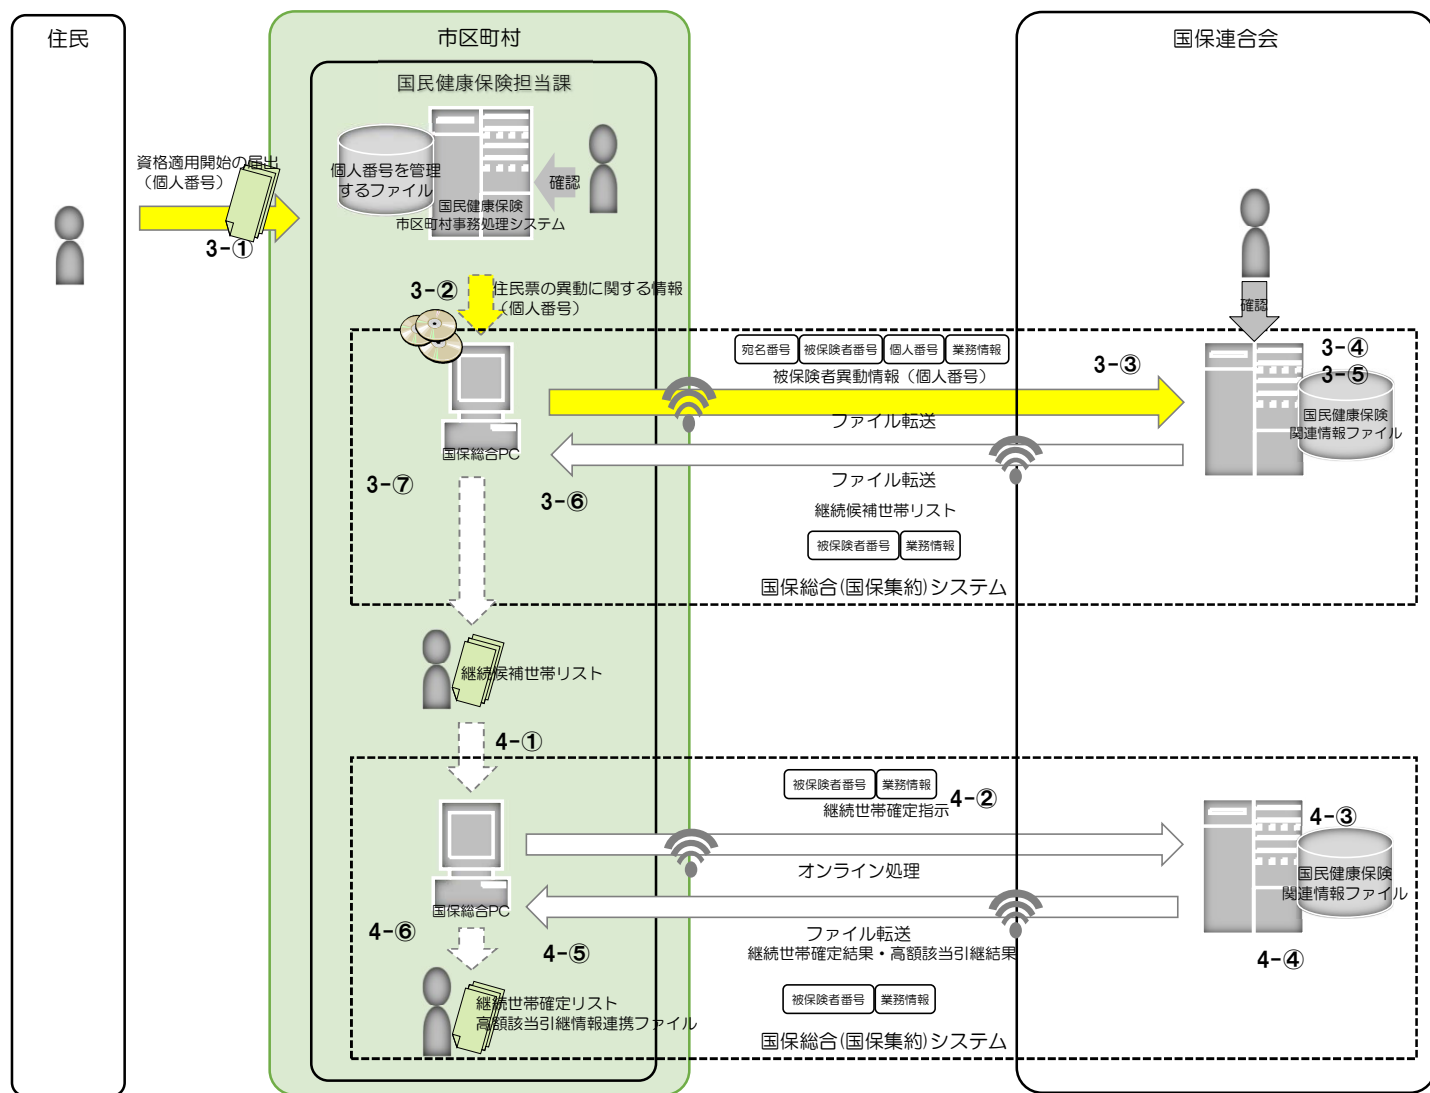 住民
市区町村
国保連合会
国民健康保険担当課
資格適用開始の届出
（個人番号）
3-①
個人番号を管理
するファイル
国民健康保険
市区町村事務処理システム
確認
3-②
住民票の異動に関する情報
（個人番号）
確認
宛名番号
被保険者番号
個人番号
業務情報
被保険者異動情報（個人番号）
3-③
3-④
3-⑤
ファイル転送
国民健康保険
関連情報ファイル
国保総合PC
3-⑦
3-⑥
ファイル転送
継続候補世帯リスト
被保険者番号
業務情報
国保総合(国保集約)システム
継続候補世帯リスト
4-①
被保険者番号
業務情報
4-②
継続世帯確定指示
4-③
オンライン処理
国民健康保険
関連情報ファイル
国保総合PC
4-⑥
4-⑤
ファイル転送
継続世帯確定結果・高額該当引継結果
4-④
被保険者番号
業務情報
継続世帯確定リスト
高額該当引継情報連携ファイル
国保総合(国保集約)システム